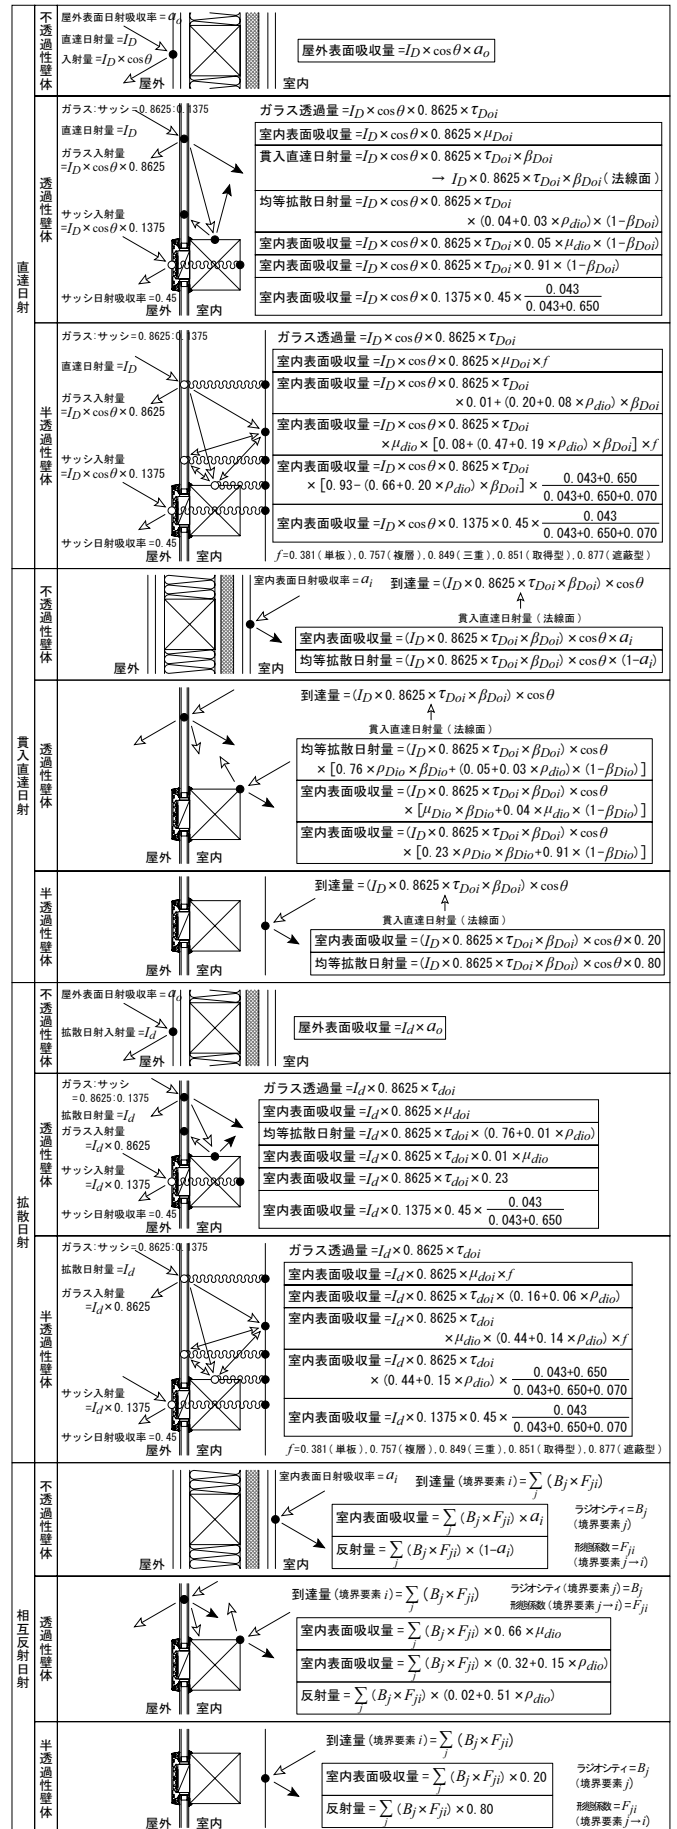 直達日射
不透過性壁体
屋外表面日射吸収率=a_o
直達日射量=I_D
入射量=I_D×cosθ
屋外
室内
屋外表面吸収量=I_D×cosθ×a_o
透過性壁体
ガラス:サッシ=0.8625:0.1375
直達日射量=I_D
ガラス入射量
=I_D×cosθ×0.8625
サッシ入射量
=I_D×cosθ×0.1375
サッシ日射吸収率=0.45
屋外
室内
ガラス透過量=I_D×cosθ×0.8625×τ_Doi
室内表面吸収量=I_D×cosθ×0.8625×μ_Doi
貫入直達日射量=I_D×cosθ×0.8625×τ_Doi×β_Doi
→ I_D×0.8625×τ_Doi×β_Doi(法線面)
均等拡散日射量=I_D×cosθ×0.8625×τ_Doi
×(0.04+0.03×ρ_dio)×(1-β_Doi)
室内表面吸収量=I_D×cosθ×0.8625×τ_Doi×0.05×μ_dio×(1-β_Doi)
室内表面吸収量=I_D×cosθ×0.8625×τ_Doi×0.91×(1-β_Doi)
室内表面吸収量=I_D×cosθ×0.1375×0.45×0.043/(0.043+0.650)
半透過性壁体
ガラス:サッシ=0.8625:0.1375
直達日射量=I_D
ガラス入射量
=I_D×cosθ×0.8625
サッシ入射量
=I_D×cosθ×0.1375
サッシ日射吸収率=0.45
屋外
室内
ガラス透過量=I_D×cosθ×0.8625×τ_Doi
室内表面吸収量=I_D×cosθ×0.8625×μ_Doi×f
室内表面吸収量=I_D×cosθ×0.8625×τ_Doi
×0.01+(0.20+0.08×ρ_dio)×β_Doi
室内表面吸収量=I_D×cosθ×0.8625×τ_Doi
×μ_dio×[0.08+(0.47+0.19×ρ_dio)×β_Doi]×f
室内表面吸収量=I_D×cosθ×0.8625×τ_Doi
×[0.93-(0.66+0.20×ρ_dio)×β_Doi]×(0.043+0.650)/(0.043+0.650+0.070)
室内表面吸収量=I_D×cosθ×0.1375×0.45×0.043/(0.043+0.650+0.070)
f=0.381(単板),0.757(複層),0.849(三重),0.851(取得型),0.877(遮蔽型)
貫入直達日射
不透過性壁体
室内表面日射吸収率=a_i
屋外
室内
到達量=(I_D×0.8625×τ_Doi×β_Doi)×cosθ
貫入直達日射量(法線面)
室内表面吸収量=(I_D×0.8625×τ_Doi×β_Doi)×cosθ×a_i
均等拡散日射量=(I_D×0.8625×τ_Doi×β_Doi)×cosθ×(1-a_i)
透過性壁体
屋外
室内
到達量=(I_D×0.8625×τ_Doi×β_Doi)×cosθ
貫入直達日射量(法線面)
均等拡散日射量=(I_D×0.8625×τ_Doi×β_Doi)×cosθ
×[0.76×ρ_Dio×β_Dio+(0.05+0.03×ρ_dio)×(1-β_Dio)]
室内表面吸収量=(I_D×0.8625×τ_Doi×β_Doi)×cosθ
×[μ_Dio×β_Dio+0.04×μ_dio×(1-β_Dio)]
室内表面吸収量=(I_D×0.8625×τ_Doi×β_Doi)×cosθ
×[0.23×ρ_Dio×β_Dio+0.91×(1-β_Dio)]
半透過性壁体
屋外
室内
到達量=(I_D×0.8625×τ_Doi×β_Doi)×cosθ
貫入直達日射量(法線面)
室内表面吸収量=(I_D×0.8625×τ_Doi×β_Doi)×cosθ×0.20
均等拡散日射量=(I_D×0.8625×τ_Doi×β_Doi)×cosθ×0.80
拡散日射
不透過性壁体
屋外表面日射吸収率=a_o
拡散日射入射量=I_d
屋外
室内
屋外表面吸収量=I_d×a_o
透過性壁体
ガラス:サッシ
=0.8625:0.1375
拡散日射量=I_d
ガラス入射量
=I_d×0.8625
サッシ入射量
=I_d×0.1375
サッシ日射吸収率=0.45
屋外
室内
ガラス透過量=I_d×0.8625×τ_doi
室内表面吸収量=I_d×0.8625×μ_doi
均等拡散日射量=I_d×0.8625×τ_doi×(0.76+0.01×ρ_dio)
室内表面吸収量=I_d×0.8625×τ_doi×0.01×μ_dio
室内表面吸収量=I_d×0.8625×τ_doi×0.23
室内表面吸収量=I_d×0.1375×0.45×0.043/(0.043+0.650)
半透過性壁体
ガラス:サッシ=0.8625:0.1375
拡散日射量=I_d
ガラス入射量
=I_d×0.8625
サッシ入射量
=I_d×0.1375
サッシ日射吸収率=0.45
屋外
室内
ガラス透過量=I_d×0.8625×τ_doi
室内表面吸収量=I_d×0.8625×μ_doi×f
室内表面吸収量=I_d×0.8625×τ_doi×(0.16+0.06×ρ_dio)
室内表面吸収量=I_d×0.8625×τ_doi
×μ_dio×(0.44+0.14×ρ_dio)×f
室内表面吸収量=I_d×0.8625×τ_doi
×(0.44+0.15×ρ_dio)×(0.043+0.650)/(0.043+0.650+0.070)
室内表面吸収量=I_d×0.1375×0.45×0.043/(0.043+0.650+0.070)
f=0.381(単板),0.757(複層),0.849(三重),0.851(取得型),0.877(遮蔽型)
相互反射日射
不透過性壁体
室内表面日射吸収率=a_i
屋外
室内
到達量(境界要素i)=∑_j(B_j×F_ji)
室内表面吸収量=∑_j(B_j×F_ji)×a_i
反射量=∑_j(B_j×F_ji)×(1-a_i)
ラジオシティ=B_j
(境界要素j)
形態係数=F_ji
(境界要素j→i)
透過性壁体
屋外
室内
到達量(境界要素i)=∑_j(B_j×F_ji)
ラジオシティ(境界要素j)=B_j
形態係数(境界要素j→i)=F_ji
室内表面吸収量=∑_j(B_j×F_ji)×0.66×μ_dio
室内表面吸収量=∑_j(B_j×F_ji)×(0.32+0.15×ρ_dio)
反射量=∑_j(B_j×F_ji)×(0.02+0.51×ρ_dio)
半透過性壁体
屋外
室内
到達量(境界要素i)=∑_j(B_j×F_ji)
室内表面吸収量=∑_j(B_j×F_ji)×0.20
反射量=∑_j(B_j×F_ji)×0.80
ラジオシティ=B_j
(境界要素j)
形態係数=F_ji
(境界要素j→i)